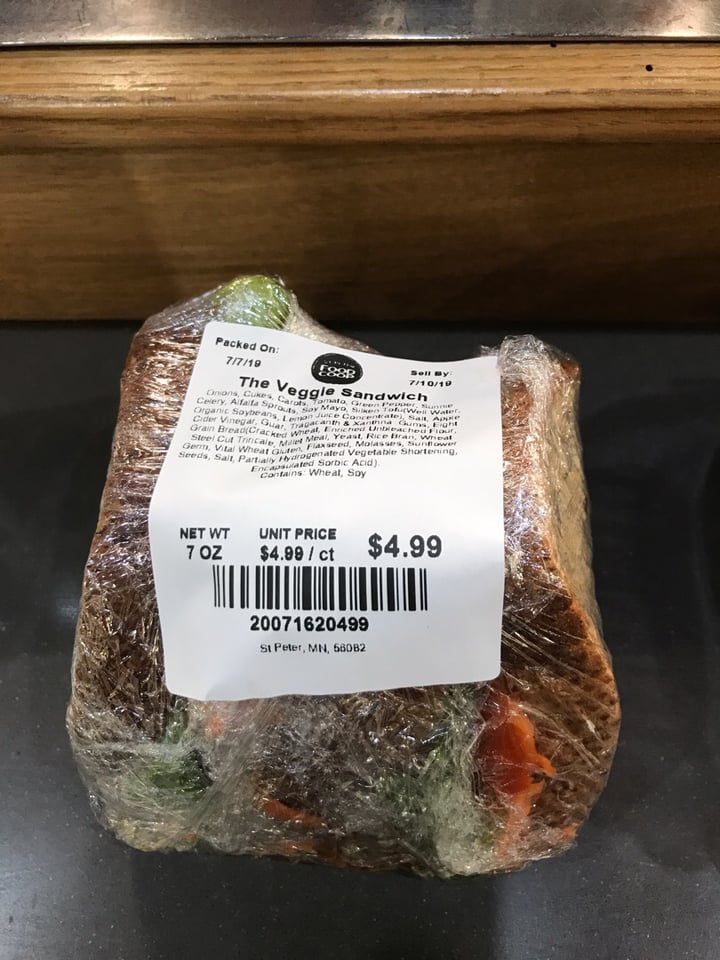 Packed On:
7/7/19
FOOD
COOP
Sell By:
7/10/19
The Veggie Sandwich
Onions, Cukes, Carots, Tomato, Green Pepper, Sunnie
Celery, Alfalfa Sprouts, Soy Mayo, Silken Tofu(Well Water,
Organic Soybeans, Lemon Juice Concentrate), Salt, Apple
Cider Vinegar, Guar, Tragacanth & Xanthina Gums, Eight
Grain Bread(Cracked Wheat, Enriched Unbleached Flour,
Steel Cut Trincale, Millet Meal, Yeast, Rice Bran, Wheat
Germ, Vital Wheat Gluten, Flaxseed, Molasses, Sunflower
Seeds, Salt, Partially Hydrogenated Vegetable Shortening,
Encapsulated Sorbic Acid).
Contains: Wheat, Soy
NET WT
7 OZ
UNIT PRICE
$4.99 / ct
$4.99
20071620499
St Peter, MN, 56082